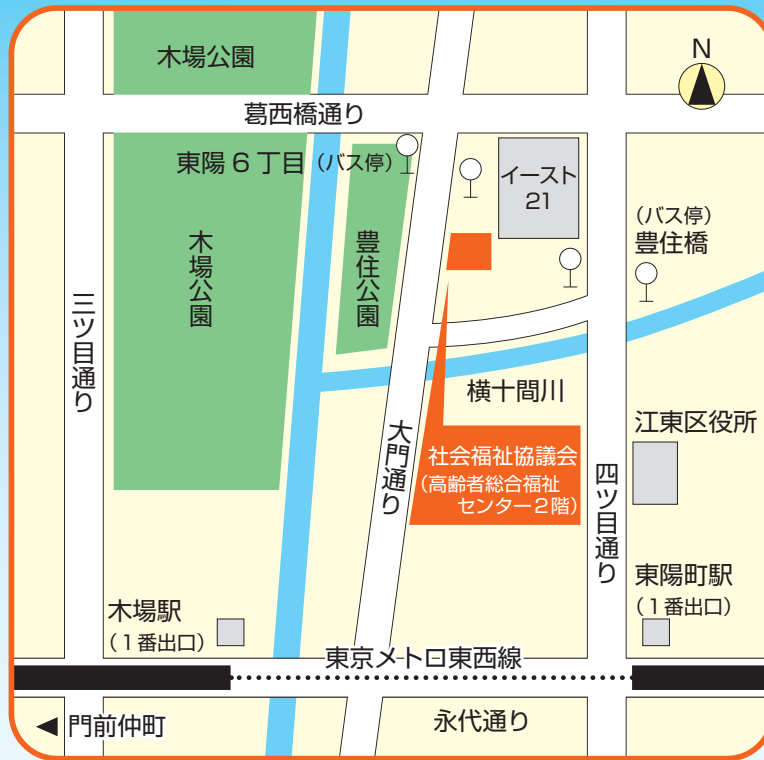 木場公園
N
葛西橋通り
東陽6丁目（バス停）
イースト
21
（バス停）
豊住橋
木場公園
豊住公園
三ツ目通り
横十間川
江東区役所
大門通り
社会福祉協議会
（高齢者総合福祉
センター2階）
四ツ目通り
東陽町駅
（1番出口）
木場駅
（1番出口）
東京メトロ東西線
◀ 門前仲町
永代通り